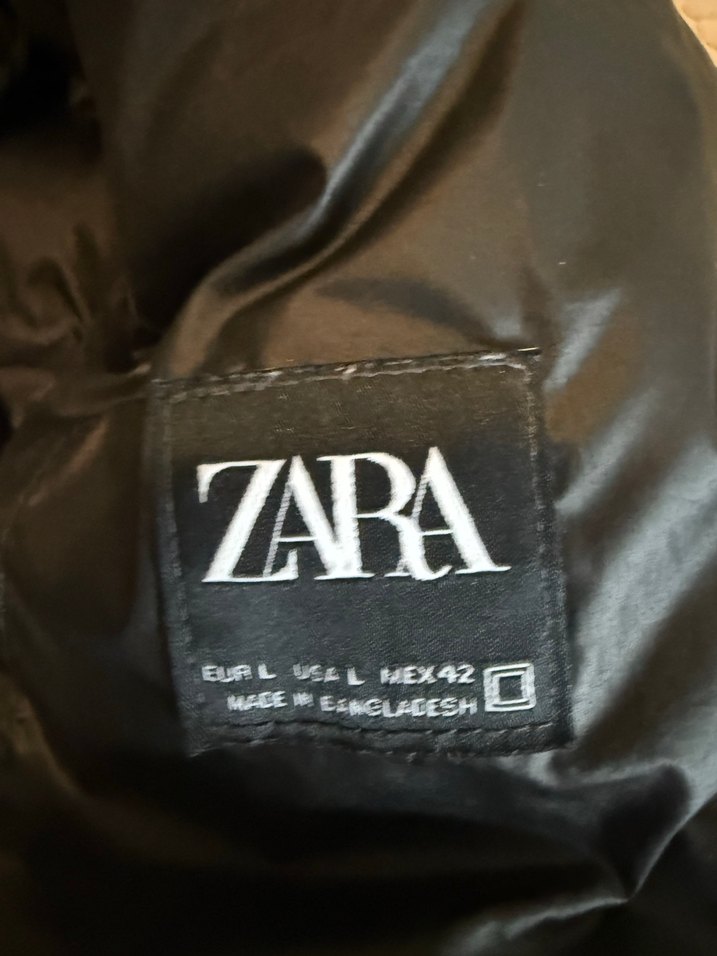 ZARA
EUR L USA L MEX 42
MADE IN BANGLADESH